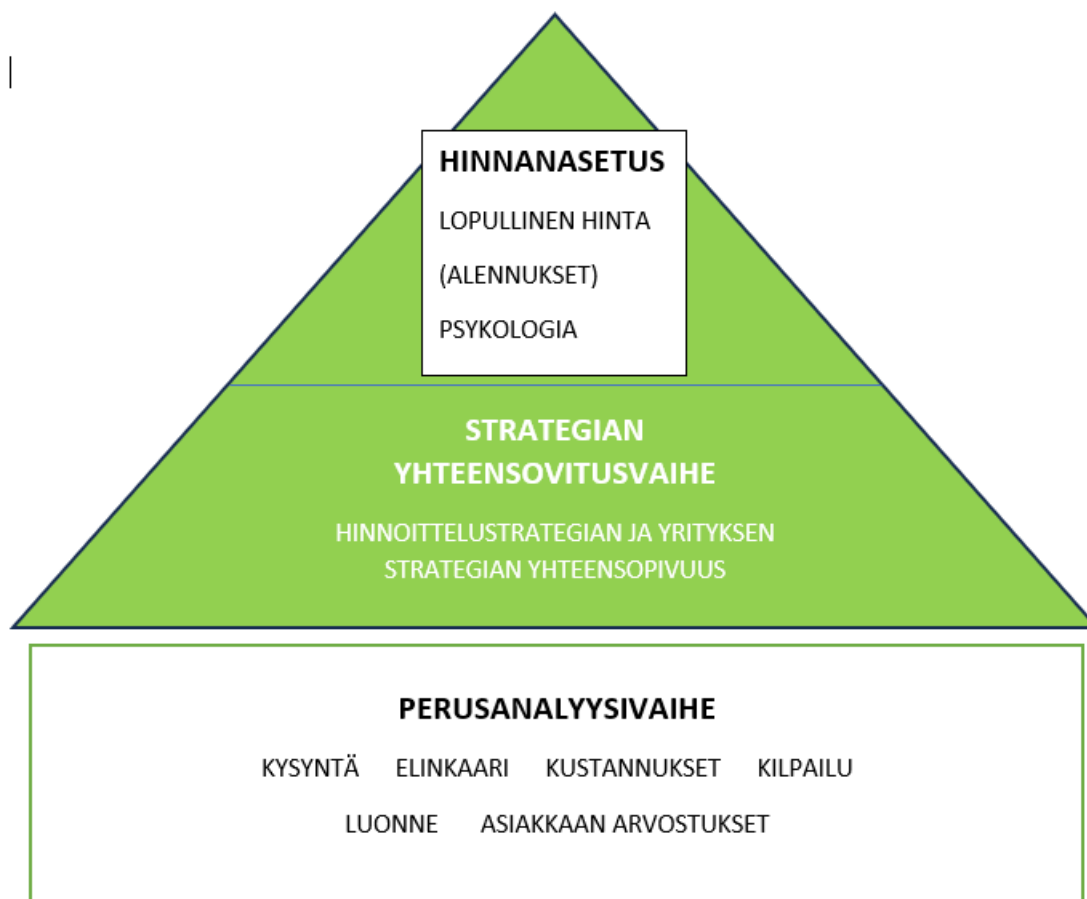 HINNANASETUS
LOPULLINEN HINTA
(ALENNUKSET)
PSYKOLOGIA
STRATEGIAN
YHTEENSOVITUSVAIHE
HINNOITTELUSTRATEGIAN JA YRITYKSEN
STRATEGIAN YHTEENSOPIVUUS
PERUSANALYYSIVAIHE
KYSYNTÄ ELINKAARI KUSTANNUKSET KILPAILU
LUONNE ASIAKKAAN ARVOSTUKSET